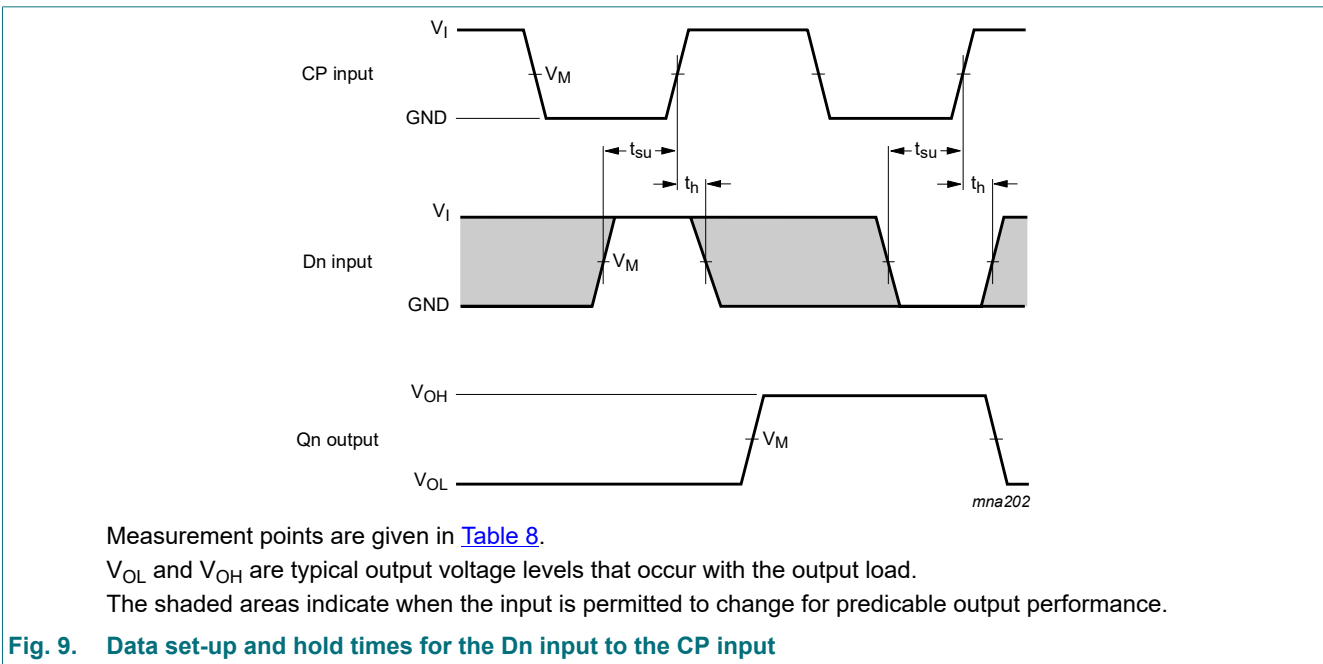 VI
CP input
VM
GND
tsu
tsu
th
th
VI
Dn input
VM
GND
VOH
Qn output
VM
VOL
mna202
Measurement points are given in Table 8.
VOL and VOH are typical output voltage levels that occur with the output load.
The shaded areas indicate when the input is permitted to change for predicable output performance.
Fig. 9. Data set-up and hold times for the Dn input to the CP input